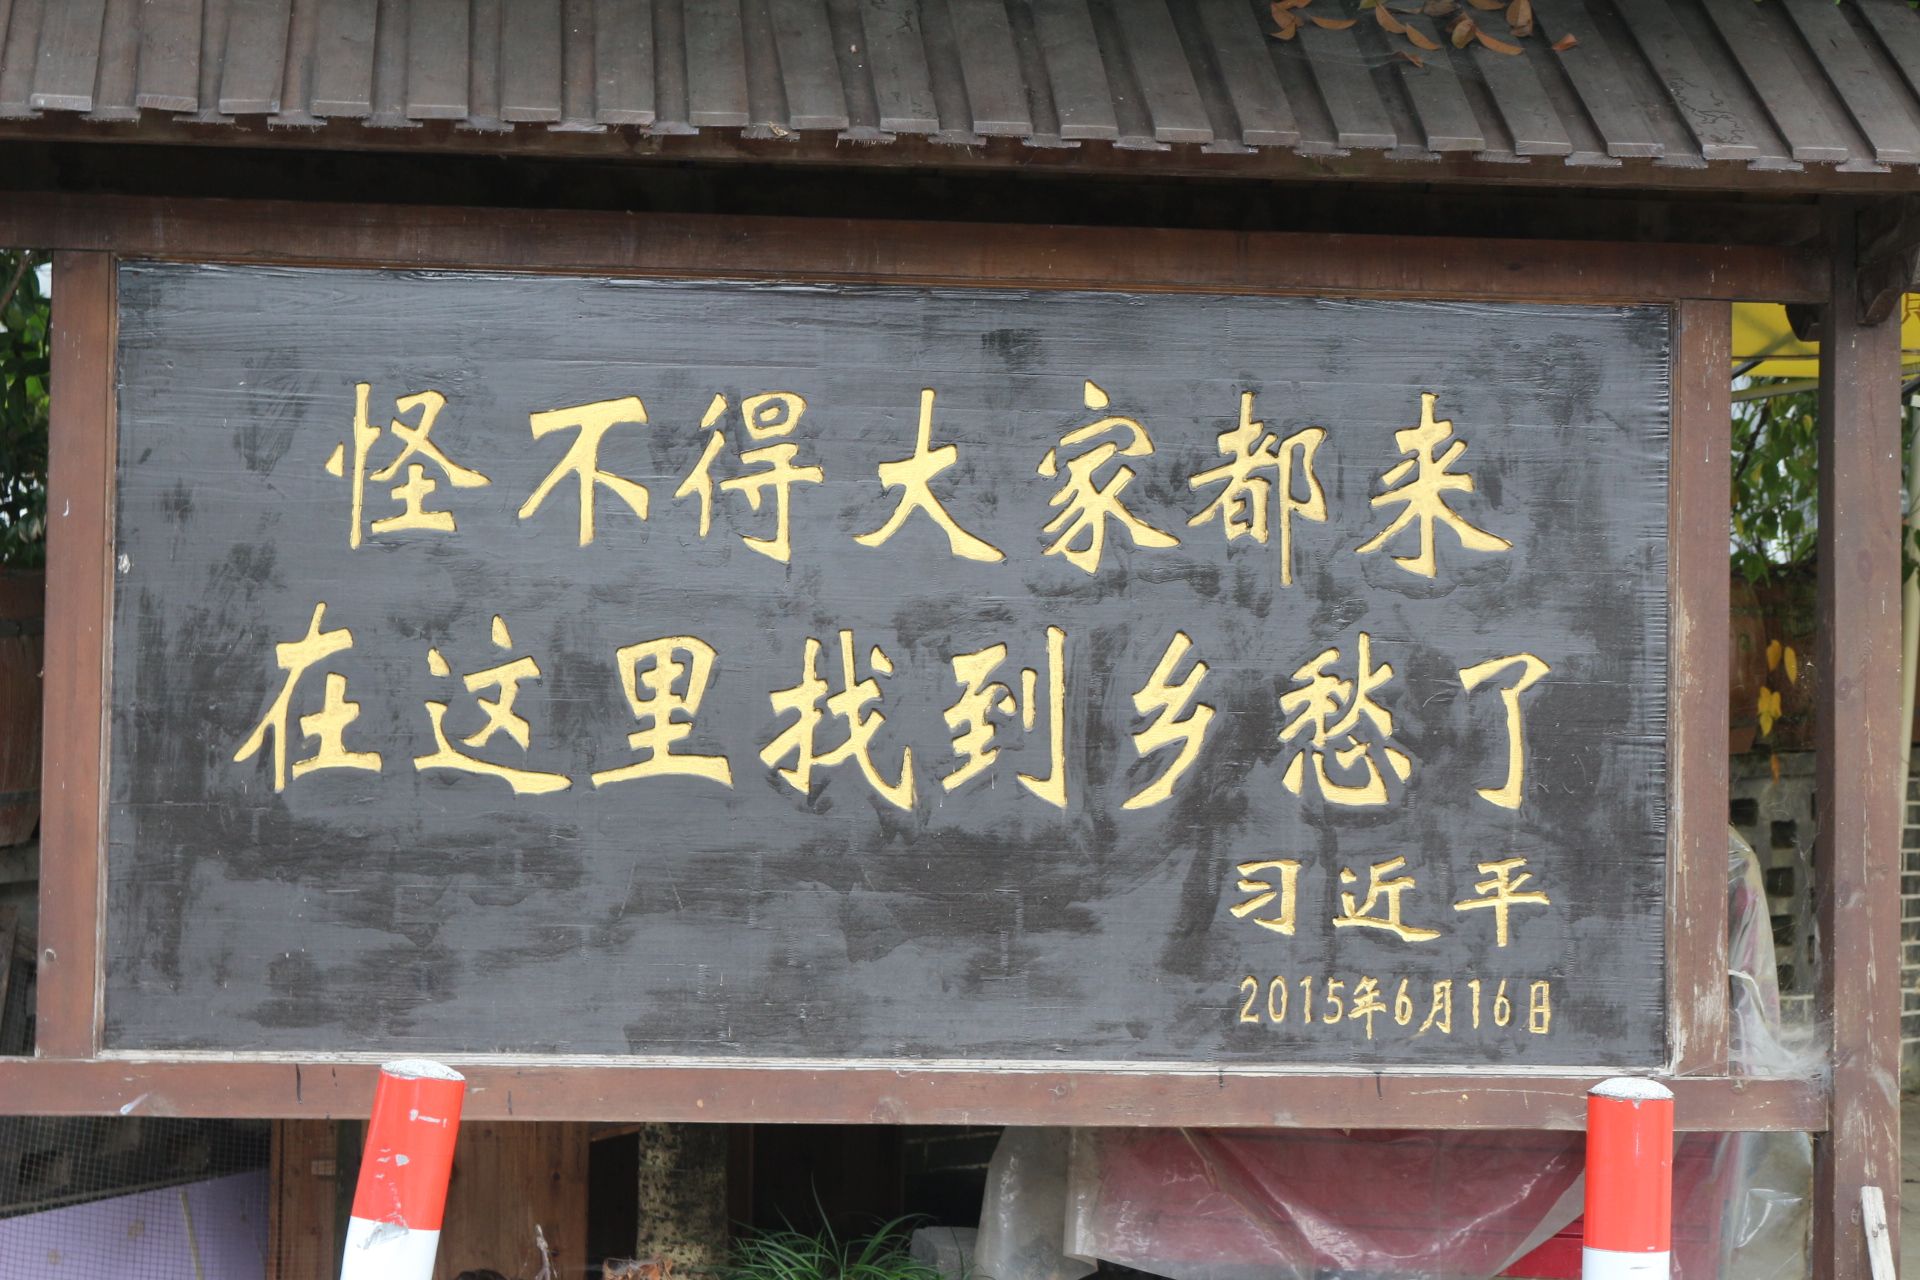 怪不得大家都来
在这里找到乡愁了
习近平
2015年6月16日